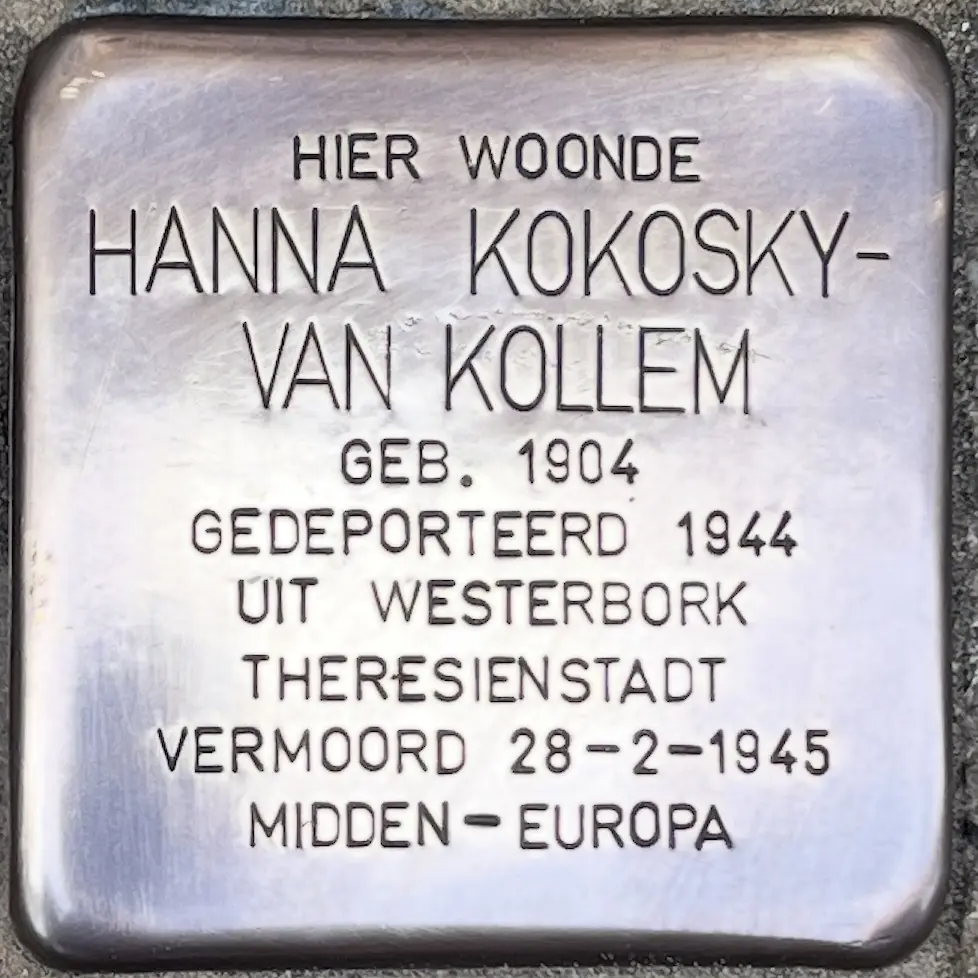 HIER WOONDE
HANNA KOKOSKY-
VAN KOLLEM
GEB. 1904
GEDEPORTEERD 1944
UIT WESTERBORK
THERESIENSTADT
VERMOORD 28-2-1945
MIDDEN-EUROPA